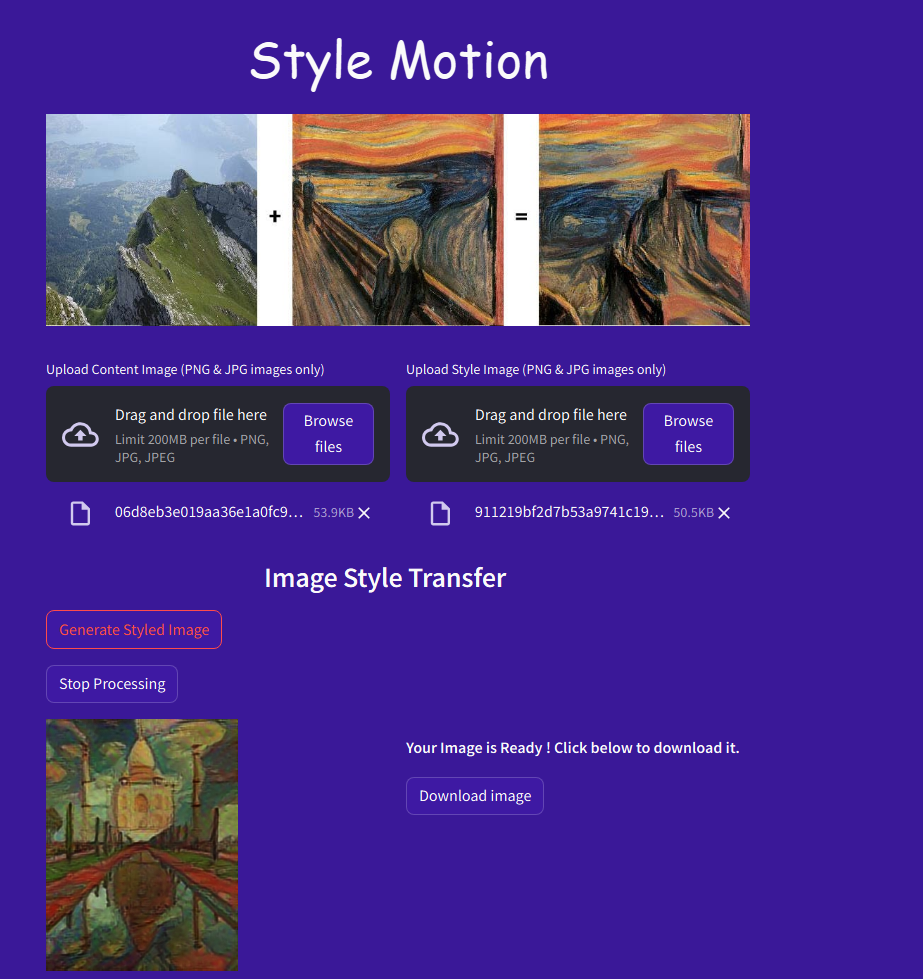 Style Motion
+
=
Upload Content Image (PNG & JPG images only)
Drag and drop file here
Limit 200MB per file • PNG,
JPG, JPEG
Browse
files
06d8eb3e019aa36e1a0fc9... 53.9KB
Upload Style Image (PNG & JPG images only)
Drag and drop file here
Limit 200MB per file • PNG,
JPG, JPEG
Browse
files
911219bf2d7b53a9741c19... 50.5KB
Image Style Transfer
Generate Styled Image
Stop Processing
Your Image is Ready ! Click below to download it.
Download image